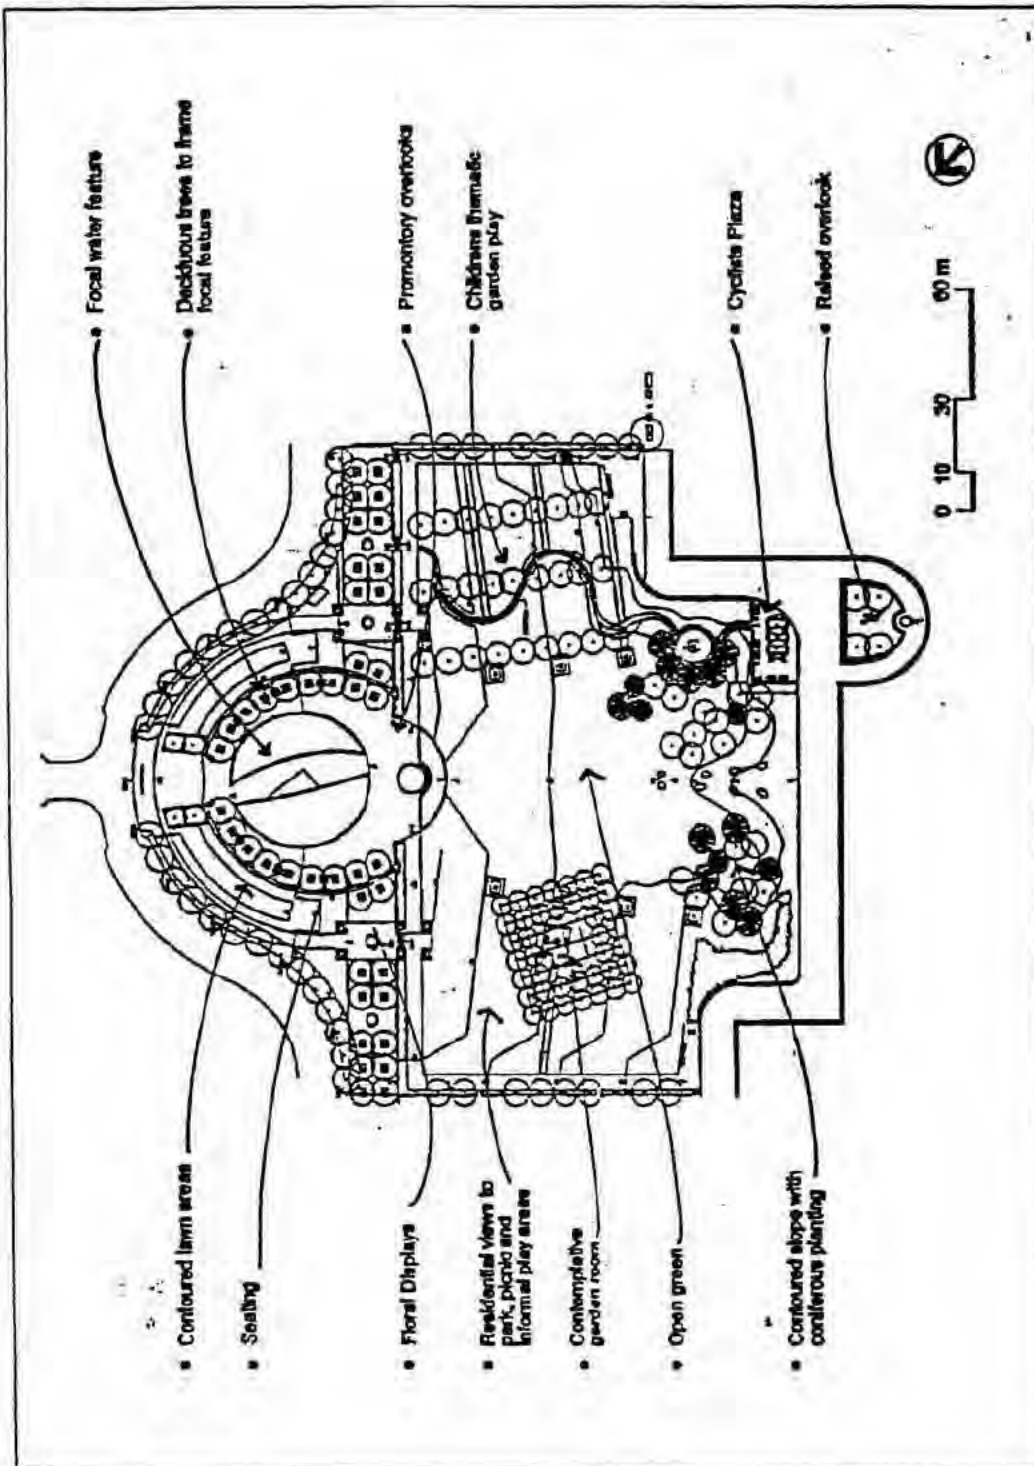 Focal water feature
Deciduous trees to frame
focal feature
Promontory overlooks
Childrens thematic
garden play
Cyclists Plaza
Raised overlook
Contoured lawn areas
Seating
Floral Displays
Residential views to
park, picnic and
informal play areas
Contemplative
garden room
Open green
Contoured slope with
coniferous planting
0 10 30 60 m